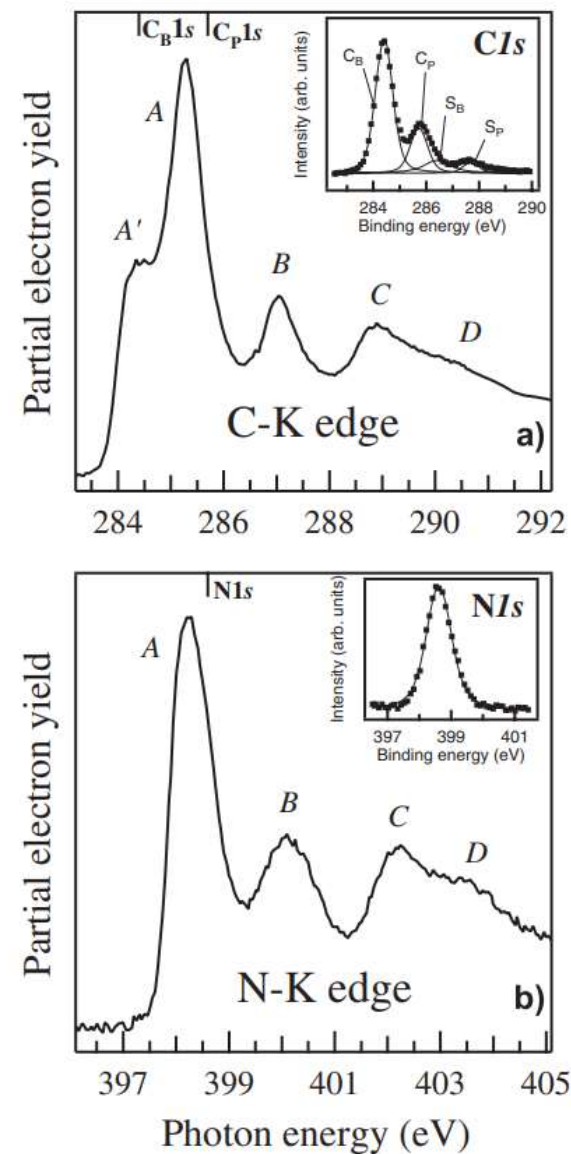 C_B1s C_P1s
C1s
Intensity (arb. units)
C_B
C_P
S_B
S_P
284 286 288 290
Binding energy (eV)
Partial electron yield
A'
A
B
C
D
C-K edge
a)
284 286 288 290 292
N1s
N1s
Intensity (arb. units)
397 399 401
Binding energy (eV)
Partial electron yield
A
B
C
D
N-K edge
b)
397 399 401 403 405
Photon energy (eV)